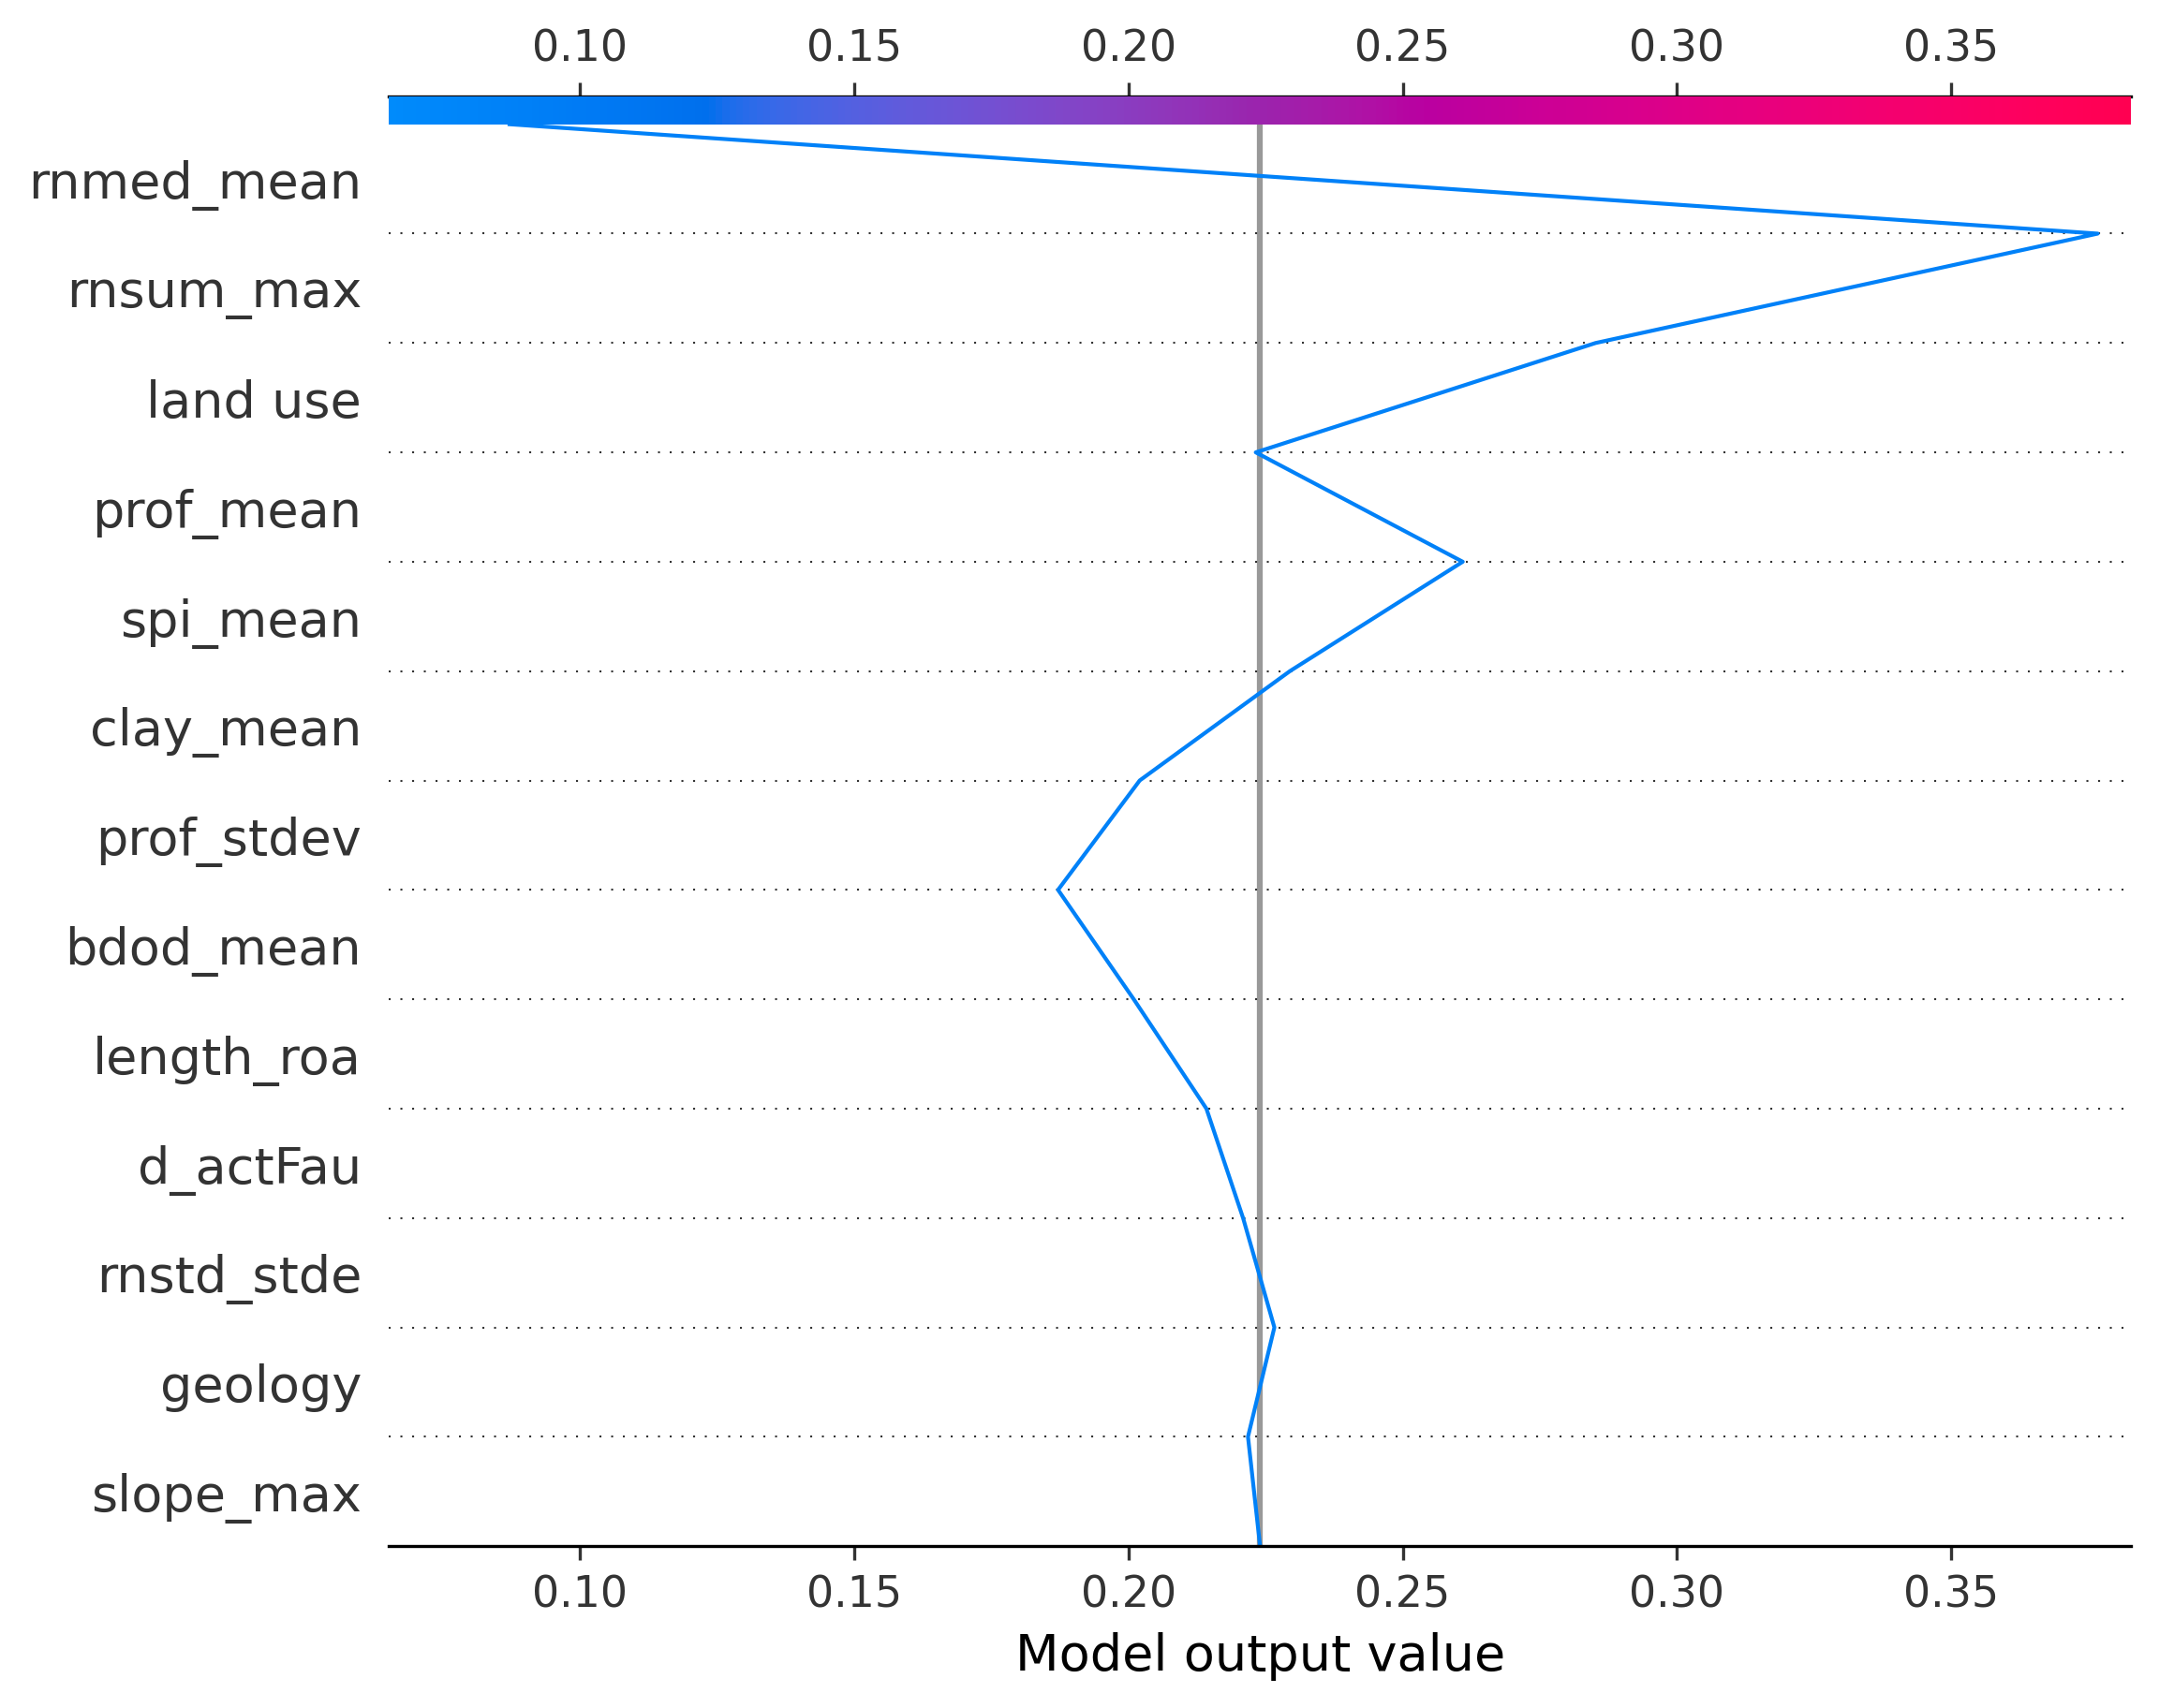 0.10 0.15 0.20 0.25 0.30 0.35
rnmed_mean
rnsum_max
land use
prof_mean
spi_mean
clay_mean
prof_stdev
bdod_mean
length_roa
d_actFau
rnstd_stde
geology
slope_max
0.10 0.15 0.20 0.25 0.30 0.35
Model output value